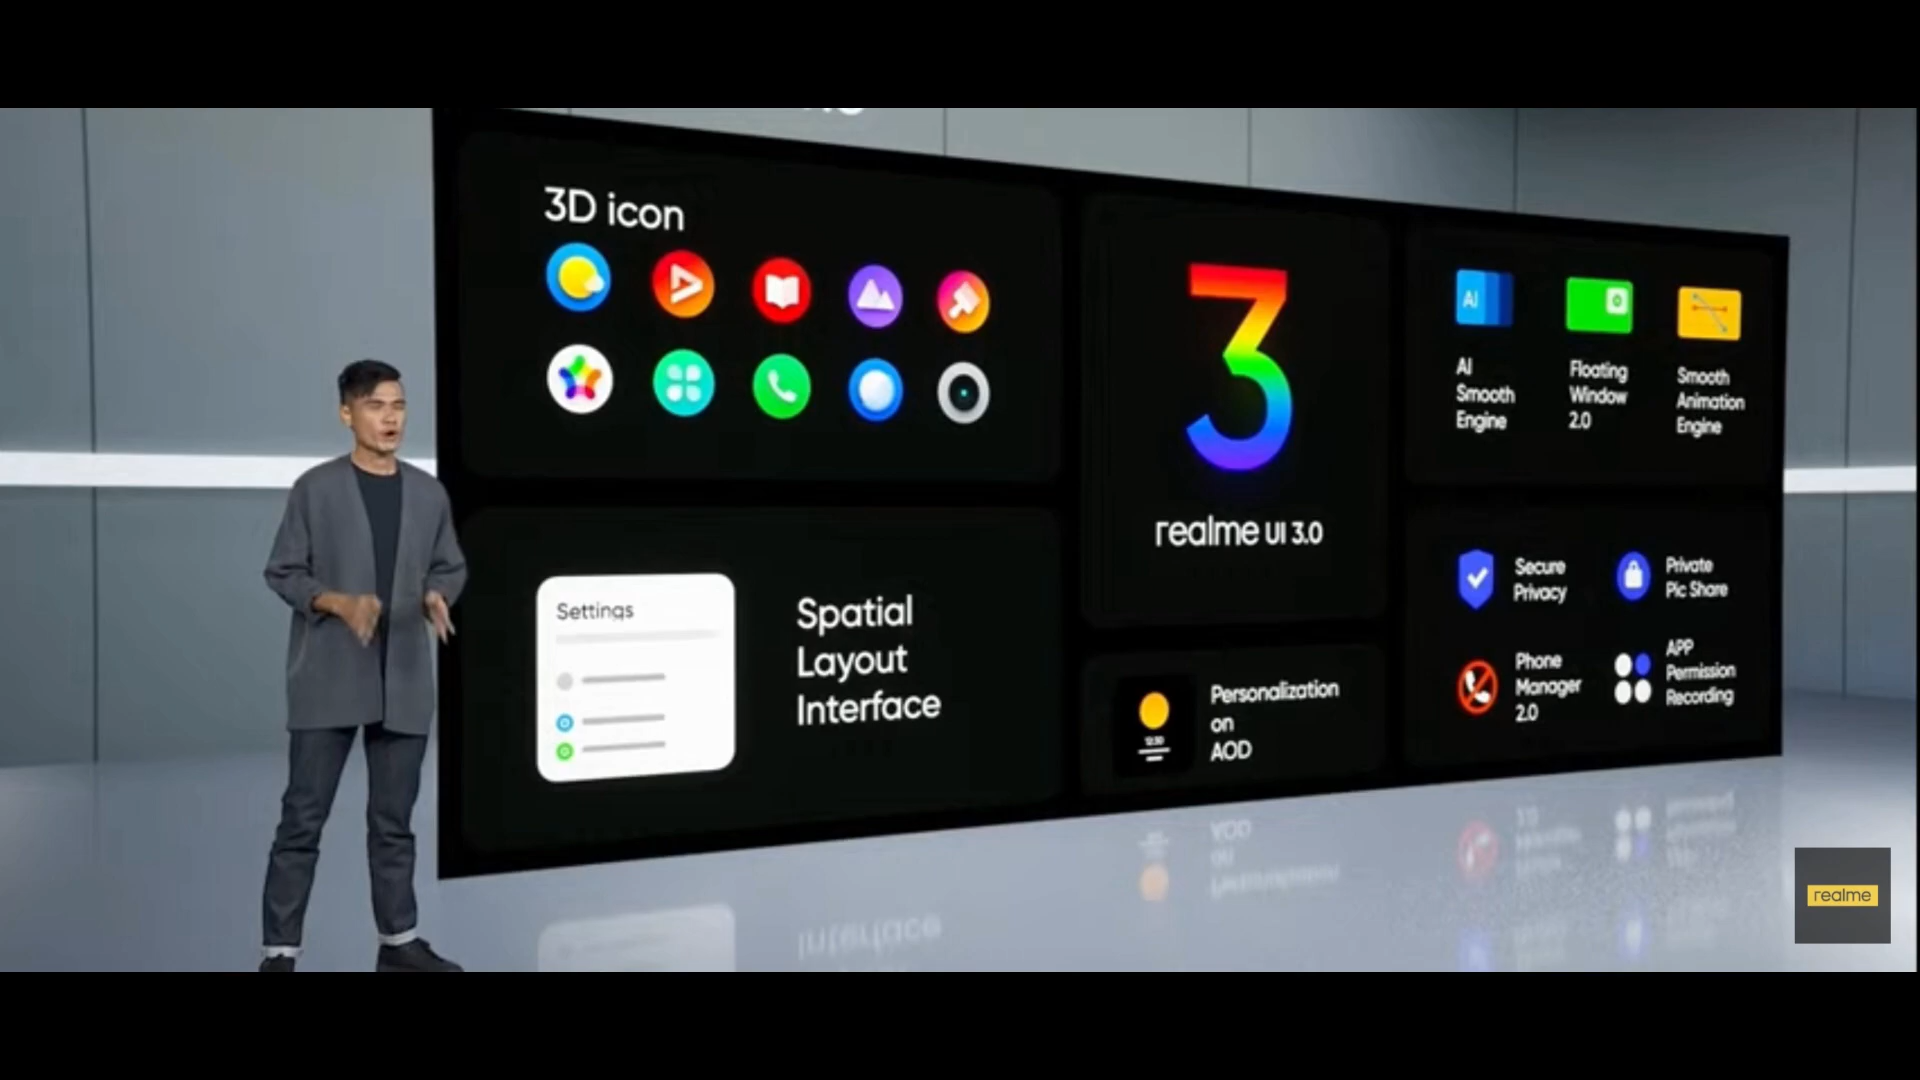 3D icon
realme UI 3.0
3
AI
AI
Smooth
Engine
Floating
Window
2.0
Smooth
Animation
Engine
Settings
Spatial
Layout
Interface
12:30
Personalization
on
AOD
Secure
Privacy
Private
Pic Share
Phone
Manager
2.0
APP
Permission
Recording
realme